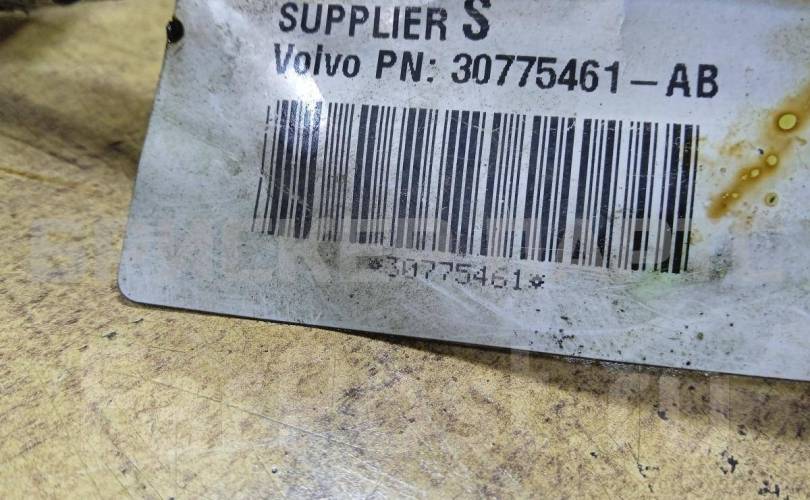 SUPPLIER S
Volvo PN: 30775461-AB
*30775461*